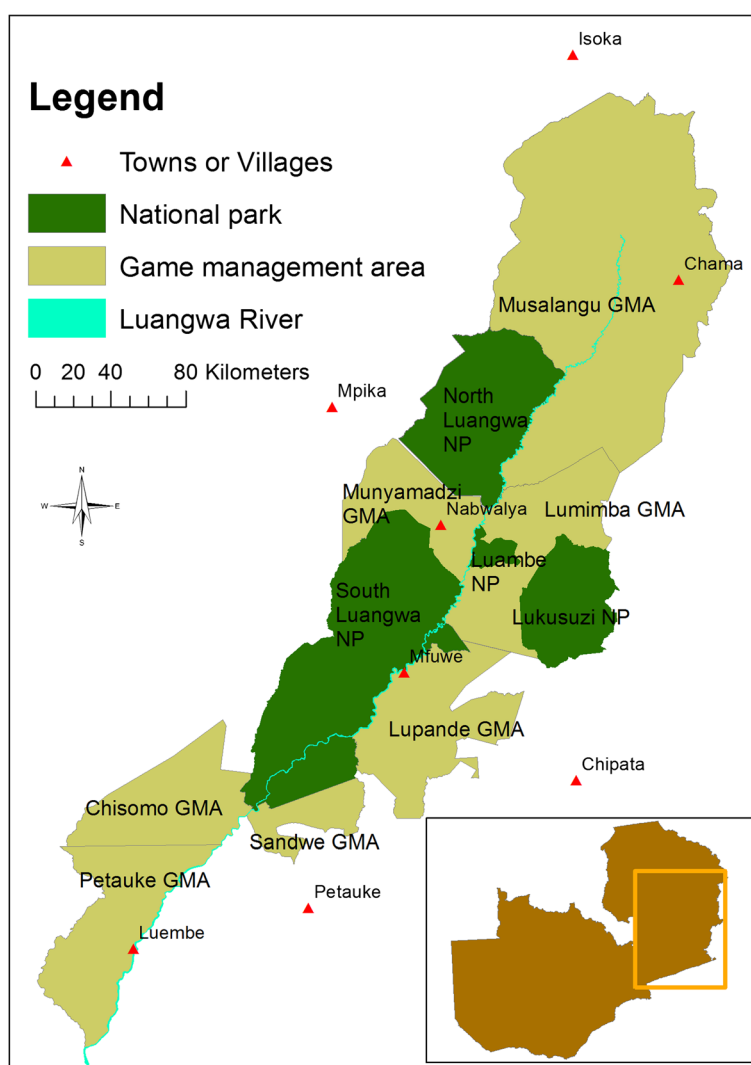 Isoka
Legend
Towns or Villages
National park
Game management area
Luangwa River
0 20 40 80 Kilometers
Chama
Musalangu GMA
Mpika
North
Luangwa
NP
N
W E
S
Munyamadzi
GMA
Nabwalya
Lumimba GMA
Luambe
NP
South
Luangwa
NP
Lukusuzi NP
Mfuwe
Lupande GMA
Chipata
Chisomo GMA
Sandwe GMA
Petauke GMA
Petauke
Luembe